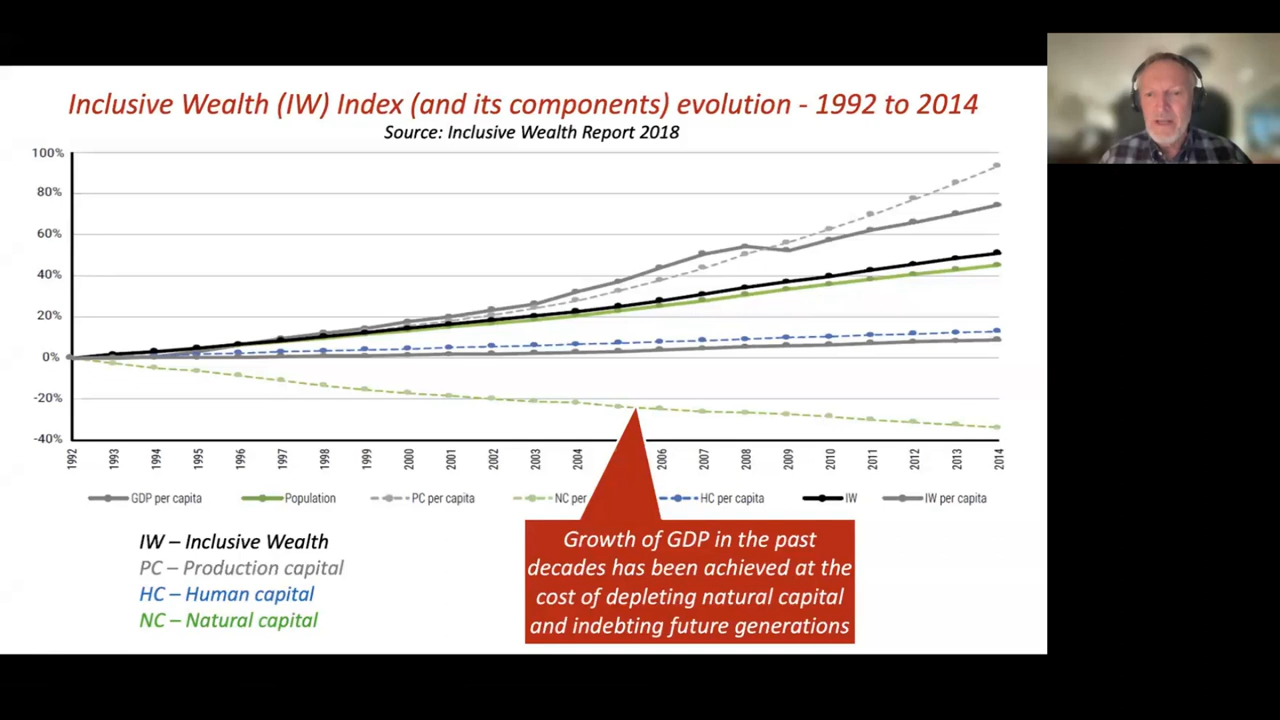 Inclusive Wealth (IW) Index (and its components) evolution - 1992 to 2014
Source: Inclusive Wealth Report 2018
100%
80%
60%
40%
20%
0%
-20%
-40%
1992 1993 1994 1995 1996 1997 1998 1999 2000 2001 2002 2003 2004 2006 2007 2008 2009 2010 2011 2012 2013 2014
GDP per capita Population PC per capita NC per HC per capita IW IW per capita
IW – Inclusive Wealth
PC – Production capital
HC – Human capital
NC – Natural capital
Growth of GDP in the past
decades has been achieved at the
cost of depleting natural capital
and indebting future generations